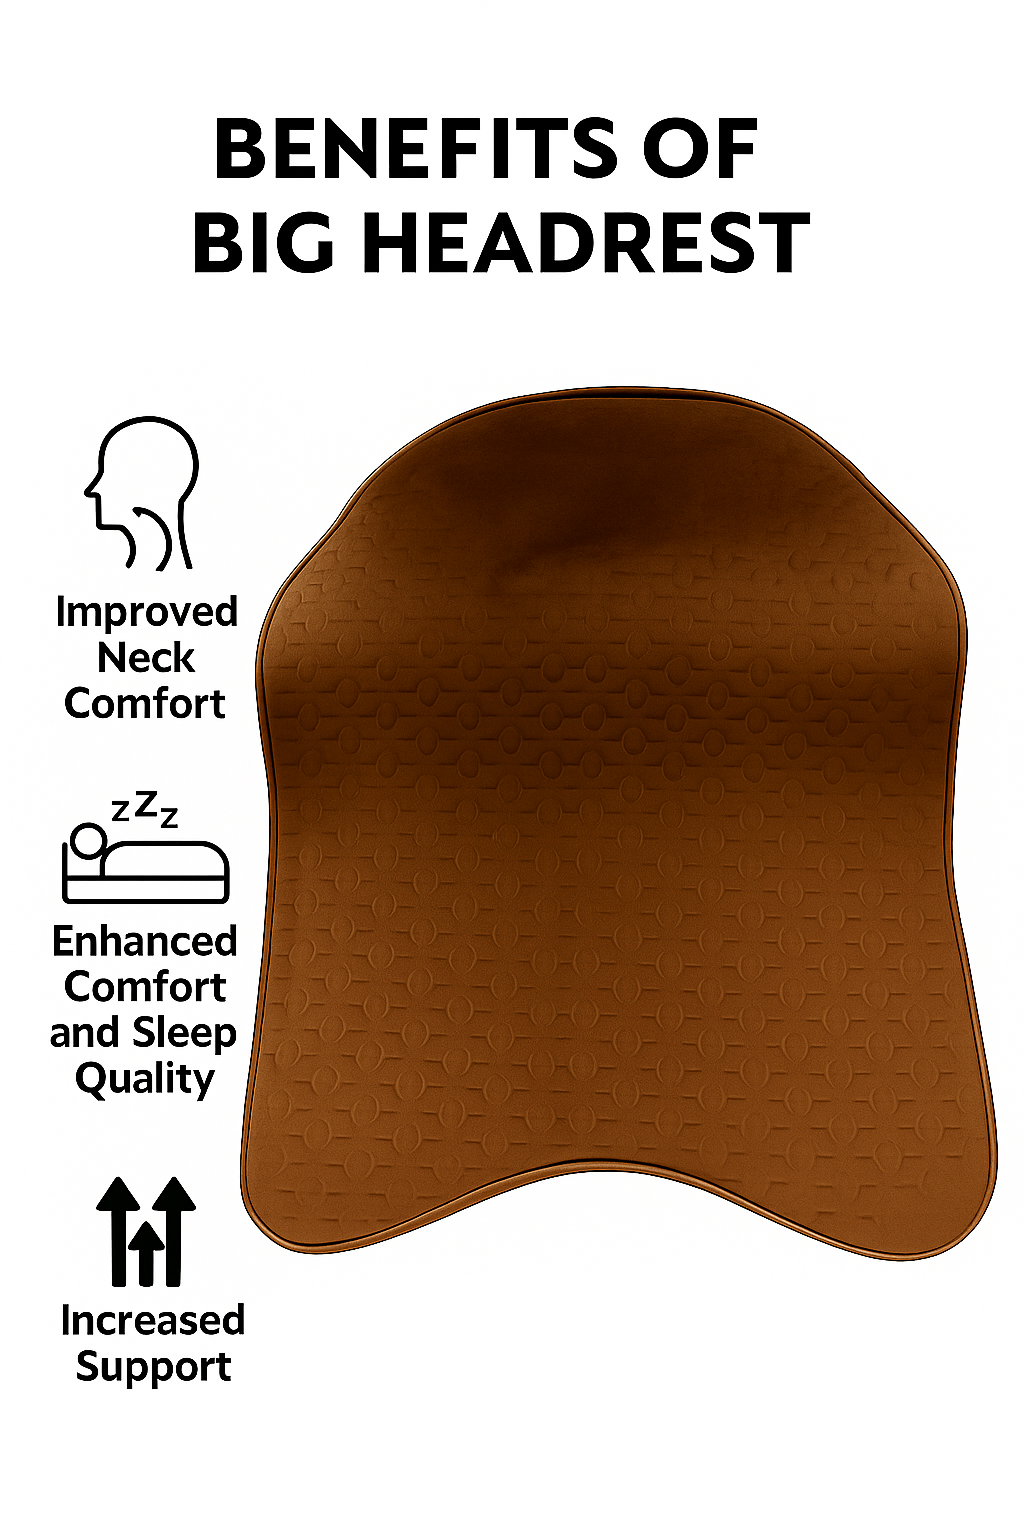 BENEFITS OF
BIG HEADREST
Improved
Neck
Comfort
zZz
Enhanced
Comfort
and Sleep
Quality
Increased
Support